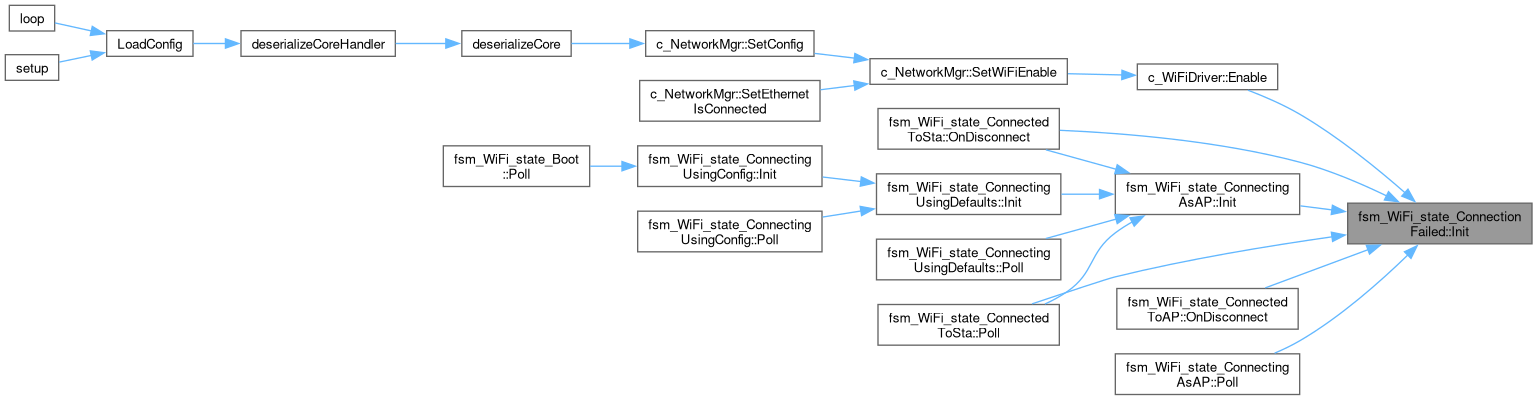 loop
setup
LoadConfig
deserializeCoreHandler
deserializeCore
c_NetworkMgr::SetConfig
c_NetworkMgr::SetEthernet
IsConnected
c_NetworkMgr::SetWiFiEnable
c_WiFiDriver::Enable
fsm_WiFi_state_Connected
ToSta::OnDisconnect
fsm_WiFi_state_Boot
::Poll
fsm_WiFi_state_Connecting
UsingConfig::Init
fsm_WiFi_state_Connecting
UsingConfig::Poll
fsm_WiFi_state_Connecting
UsingDefaults::Init
fsm_WiFi_state_Connecting
UsingDefaults::Poll
fsm_WiFi_state_Connecting
AsAP::Init
fsm_WiFi_state_Connection
Failed::Init
fsm_WiFi_state_Connected
ToSta::Poll
fsm_WiFi_state_Connected
ToAP::OnDisconnect
fsm_WiFi_state_Connecting
AsAP::Poll